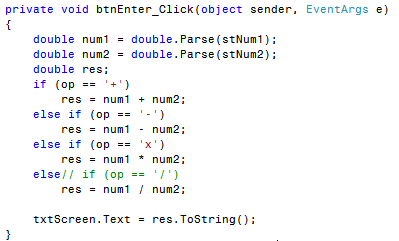 private void btnEnter_Click(object sender, EventArgs e)
{
    double num1 = double.Parse(stNum1);
    double num2 = double.Parse(stNum2);
    double res;
    if (op == '+')
        res = num1 + num2;
    else if (op == '-')
        res = num1 - num2;
    else if (op == 'x')
        res = num1 * num2;
    else// if (op == '/')
        res = num1 / num2;

    txtScreen.Text = res.ToString();
}